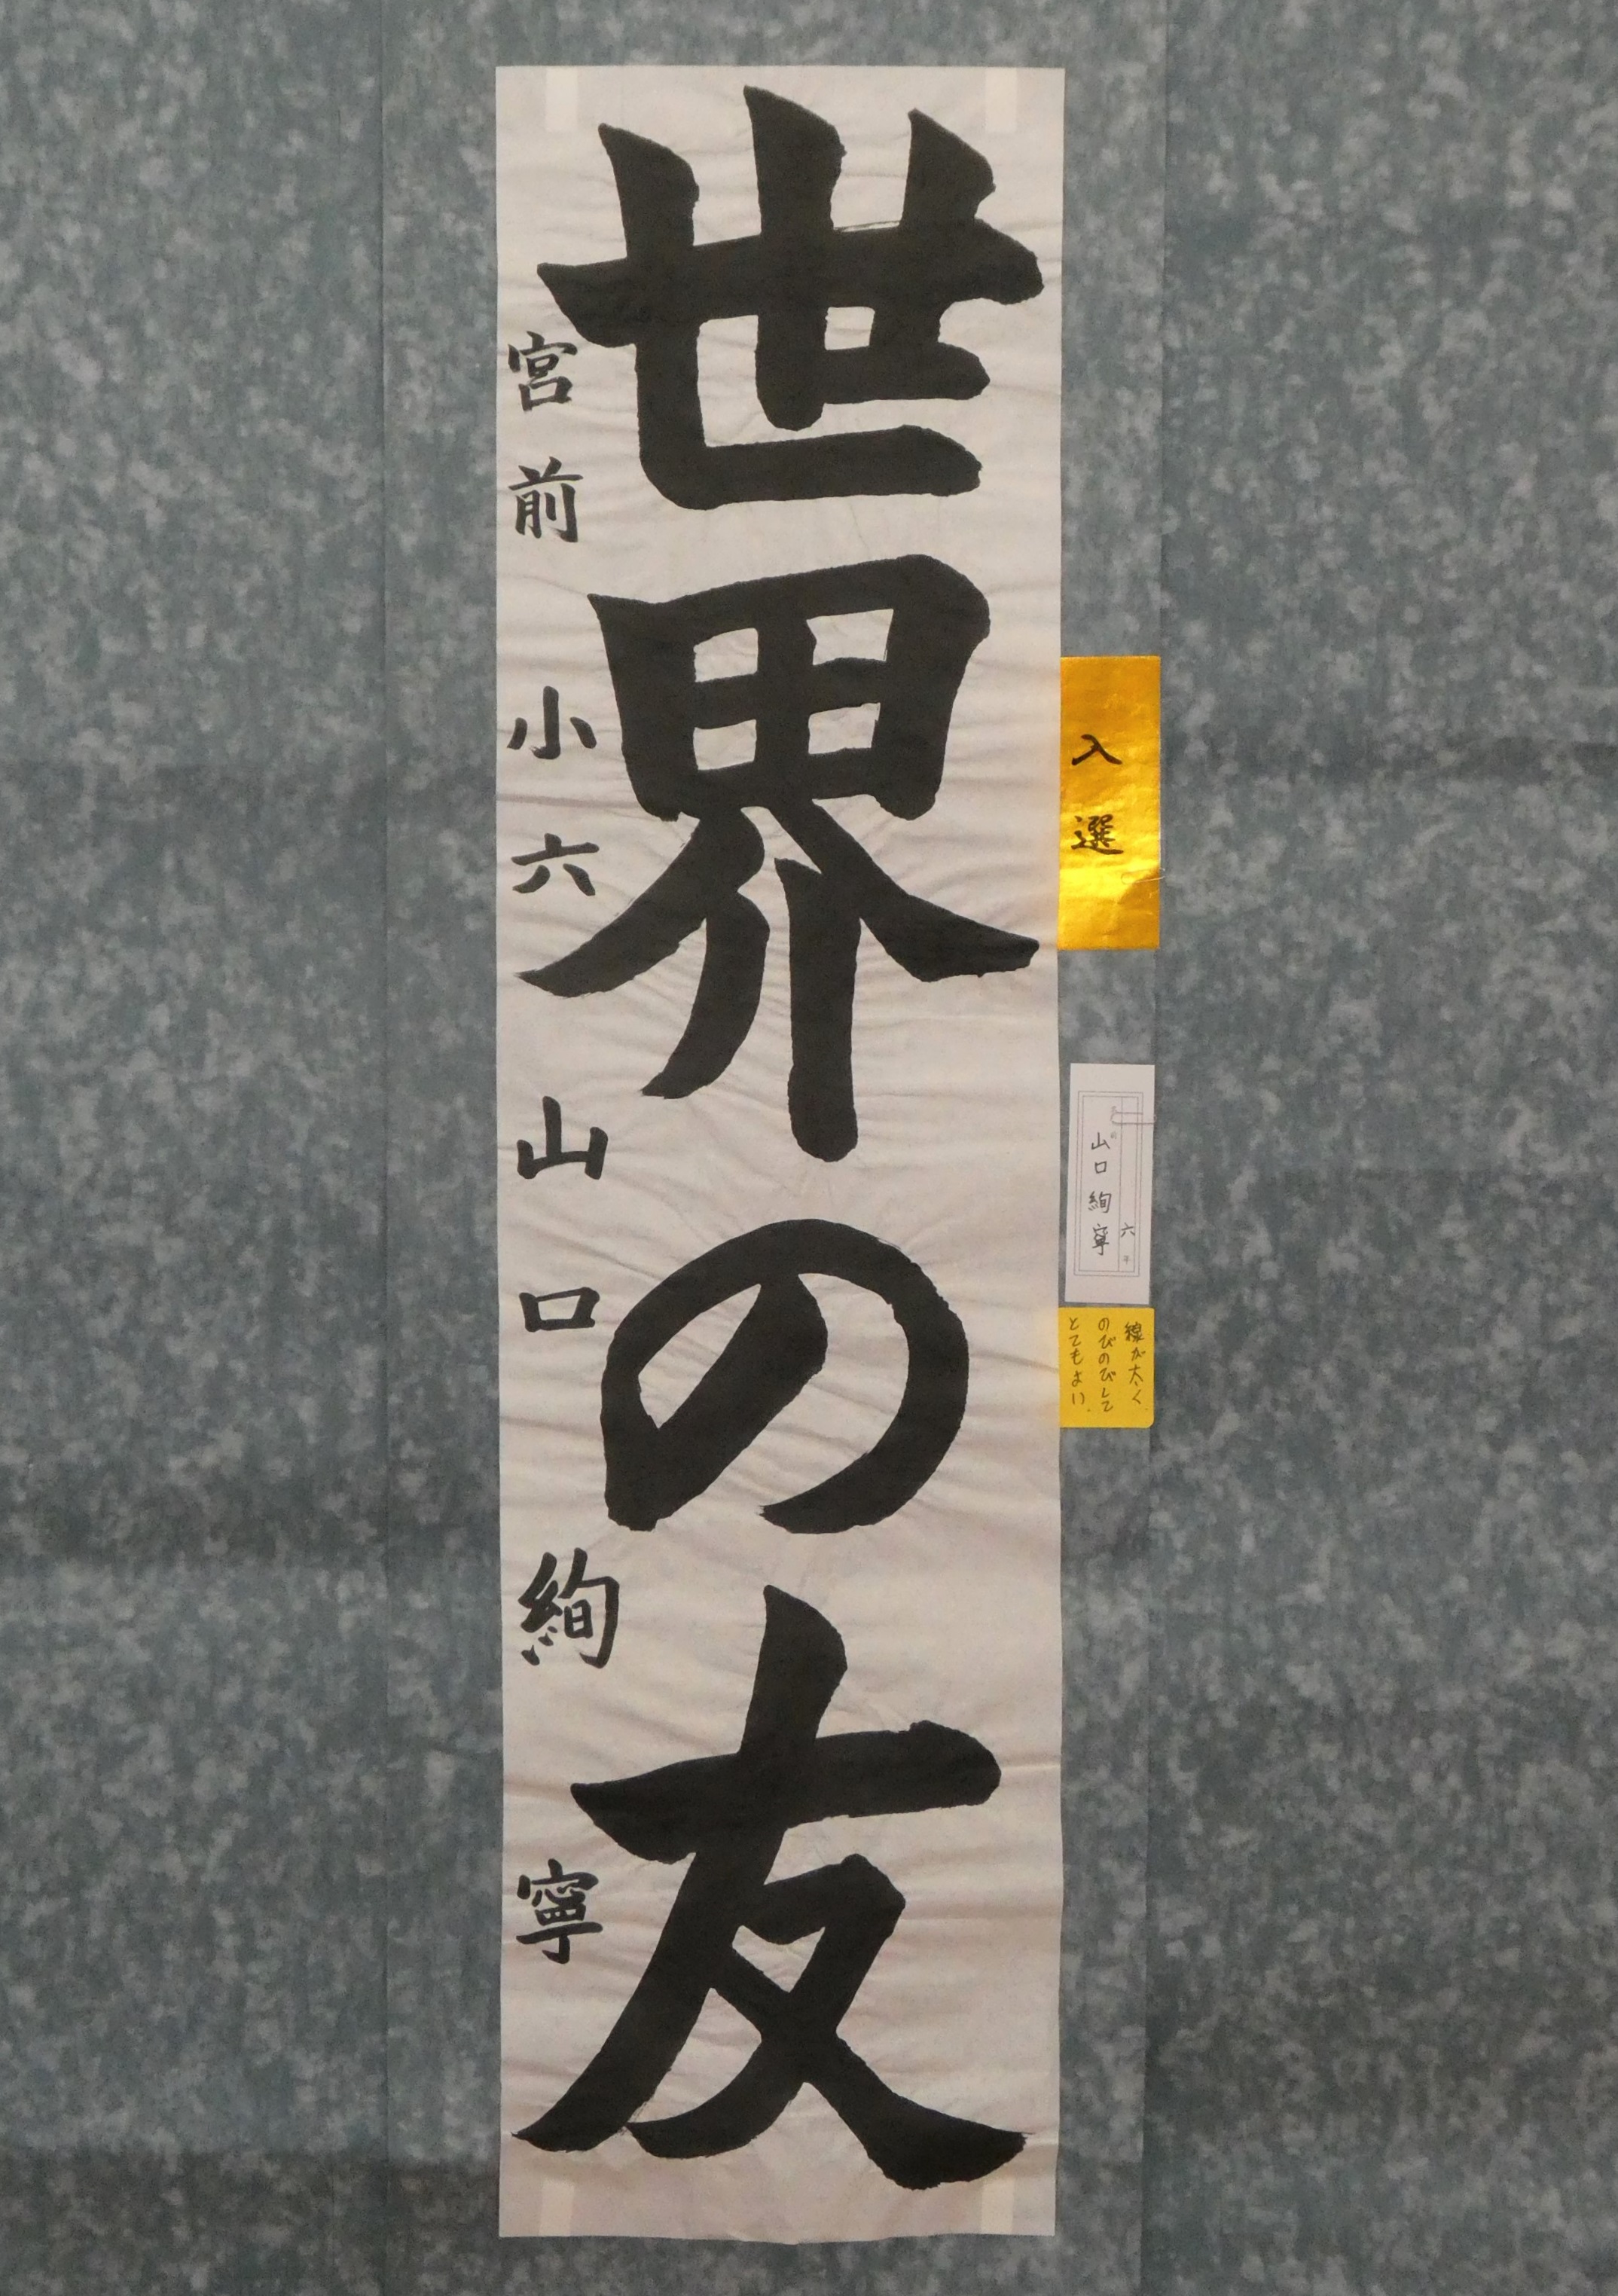 世界の友
宮前小六 山口絢寧
入選
六年
山口絢寧
線が太く
のびのびして
とてもよい。